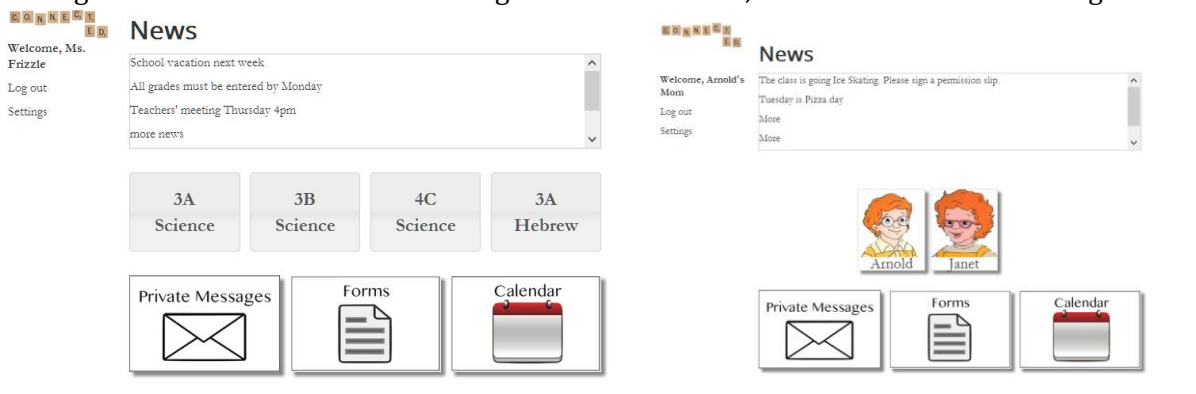 CONNECT
ED
Welcome, Ms.
Frizzle
Log out
Settings
News
School vacation next week
All grades must be entered by Monday
Teachers' meeting Thursday 4pm
more news
3A
Science
3B
Science
4C
Science
3A
Hebrew
Private Messages
Forms
Calendar
CONNECT
ED
Welcome, Arnold's
Mom
Log out
Settings
News
The class is going Ice Skating. Please sign a permission slip.
Tuesday is Pizza day
More
More
Arnold
Janet
Private Messages
Forms
Calendar